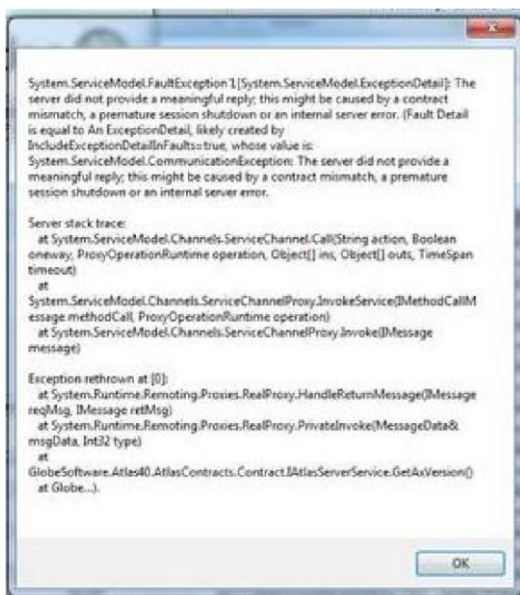 System.ServiceModel.FaultException`1[System.ServiceModel.ExceptionDetail]: The
server did not provide a meaningful reply; this might be caused by a contract
mismatch, a premature session shutdown or an internal server error. (Fault Detail
is equal to An ExceptionDetail, likely created by
IncludeExceptionDetailInFaults=true, whose value is:
System.ServiceModel.CommunicationException: The server did not provide a
meaningful reply; this might be caused by a contract mismatch, a premature
session shutdown or an internal server error.
Server stack trace:
at System.ServiceModel.Channels.ServiceChannel.Call(String action, Boolean
oneway, ProxyOperationRuntime operation, Object[] ins, Object[] outs, TimeSpan
timeout)
at
System.ServiceModel.Channels.ServiceChannelProxy.InvokeService(IMethodCallM
essage methodCall, ProxyOperationRuntime operation)
at System.ServiceModel.Channels.ServiceChannelProxy.Invoke(IMessage
message)
Exception rethrown at [0]:
at System.Runtime.Remoting.Proxies.RealProxy.HandleReturnMessage(IMessage
reqMsg, IMessage retMsg)
at System.Runtime.Remoting.Proxies.RealProxy.PrivateInvoke(MessageData&
msgData, Int32 type)
at
GlobeSoftware.Atlas40.AtlasContracts.Contract.IAtlasServerService.GetAxVersion()
at Globe...).
OK